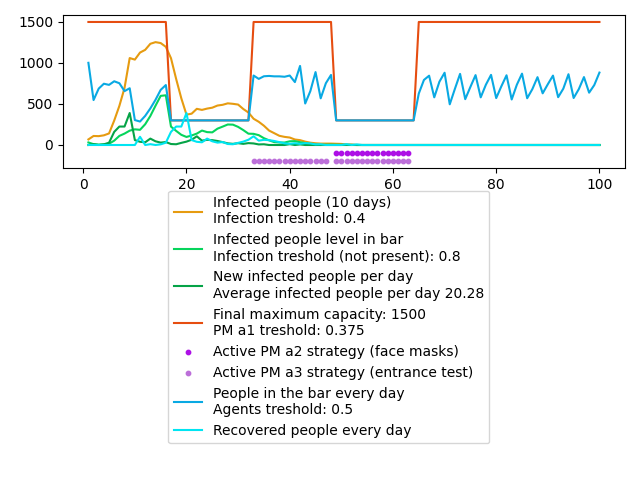 1500
1000
500
0
0
20
40
60
80
100
Infected people (10 days)
Infection treshold: 0.4
Infected people level in bar
Infection treshold (not present): 0.8
New infected people per day
Average infected people per day 20.28
Final maximum capacity: 1500
PM a1 treshold: 0.375
Active PM a2 strategy (face masks)
Active PM a3 strategy (entrance test)
People in the bar every day
Agents treshold: 0.5
Recovered people every day